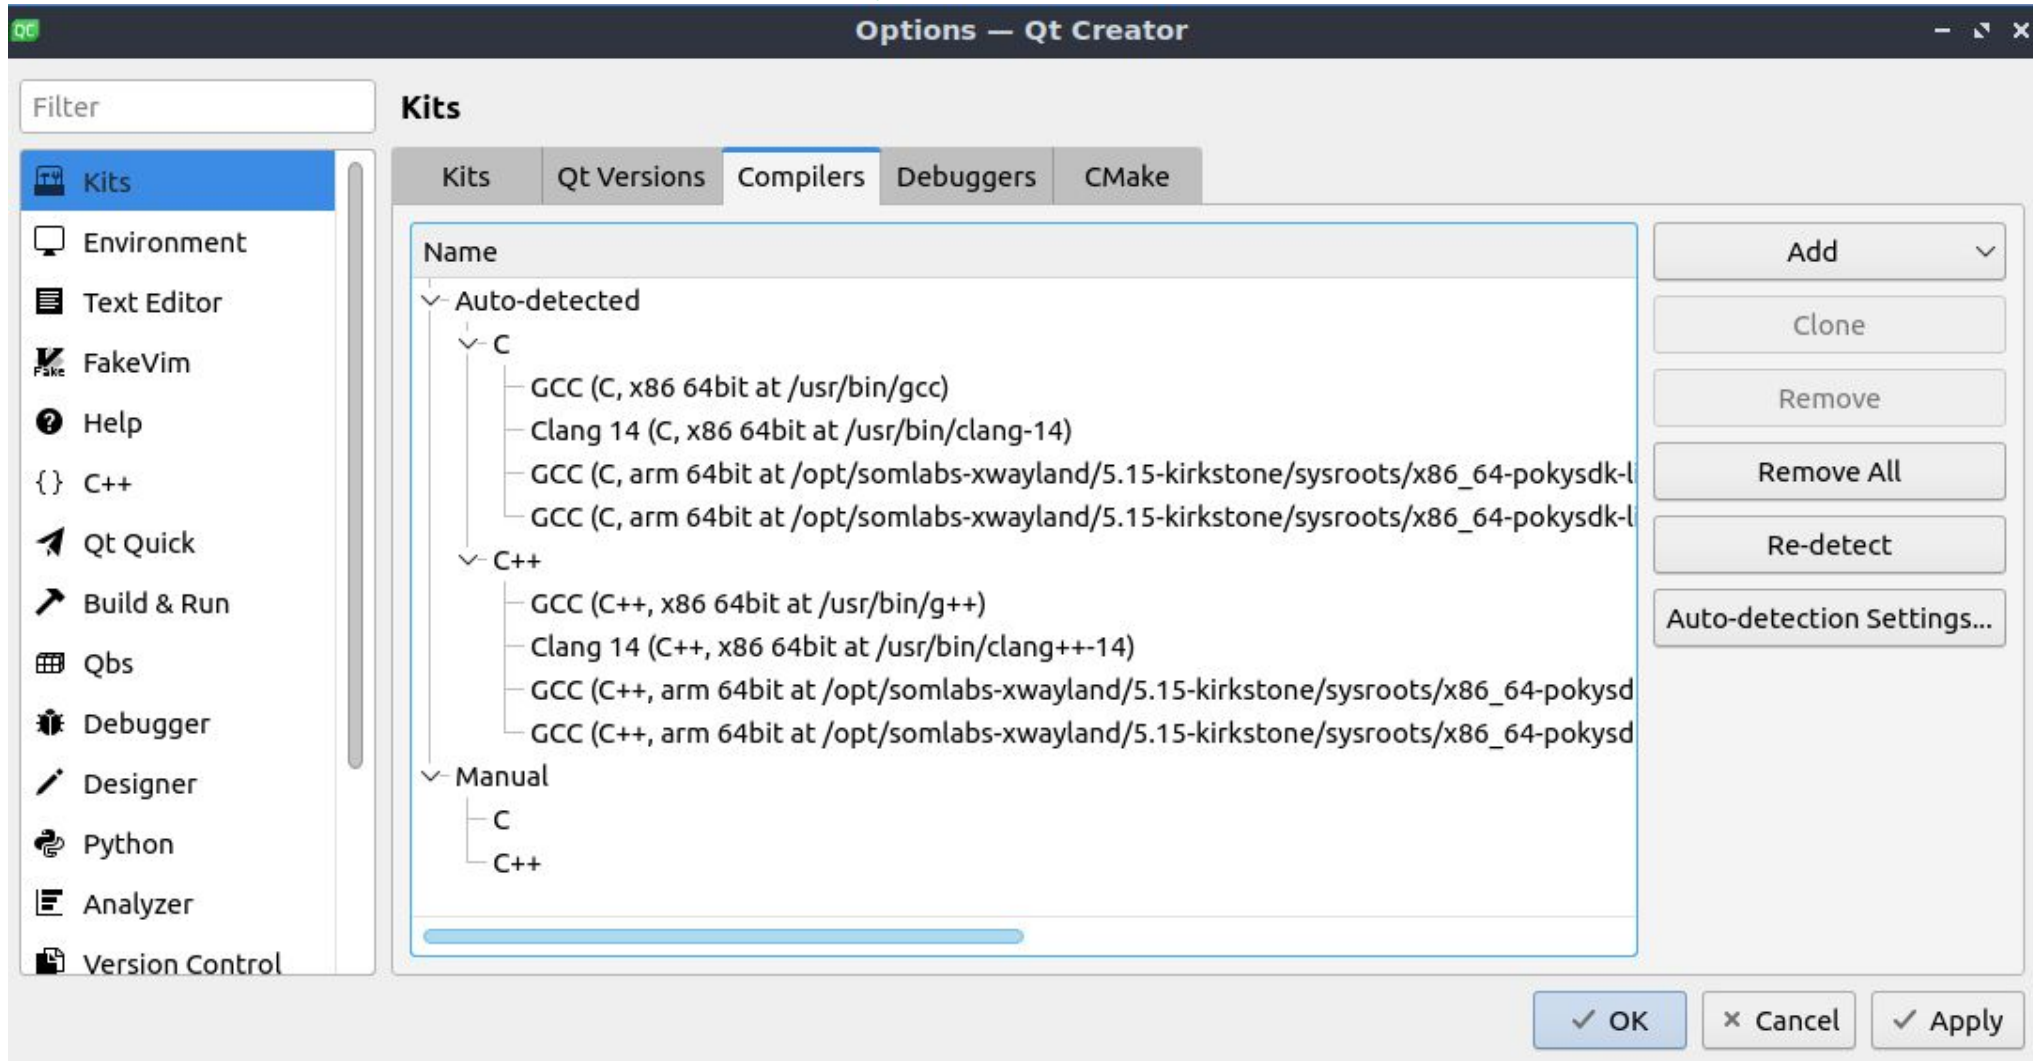 QC
Options — Qt Creator
Filter
Kits
Environment
Text Editor
FakeVim
Help
C++
Qt Quick
Build & Run
Qbs
Debugger
Designer
Python
Analyzer
Version Control
Kits
Kits Qt Versions Compilers Debuggers CMake
Name
Auto-detected
C
GCC (C, x86 64bit at /usr/bin/gcc)
Clang 14 (C, x86 64bit at /usr/bin/clang-14)
GCC (C, arm 64bit at /opt/somlabs-xwayland/5.15-kirkstone/sysroots/x86_64-pokysdk-li
GCC (C, arm 64bit at /opt/somlabs-xwayland/5.15-kirkstone/sysroots/x86_64-pokysdk-li
C++
GCC (C++, x86 64bit at /usr/bin/g++)
Clang 14 (C++, x86 64bit at /usr/bin/clang++-14)
GCC (C++, arm 64bit at /opt/somlabs-xwayland/5.15-kirkstone/sysroots/x86_64-pokysd
GCC (C++, arm 64bit at /opt/somlabs-xwayland/5.15-kirkstone/sysroots/x86_64-pokysd
Manual
C
C++
Add
Clone
Remove
Remove All
Re-detect
Auto-detection Settings...
OK Cancel Apply